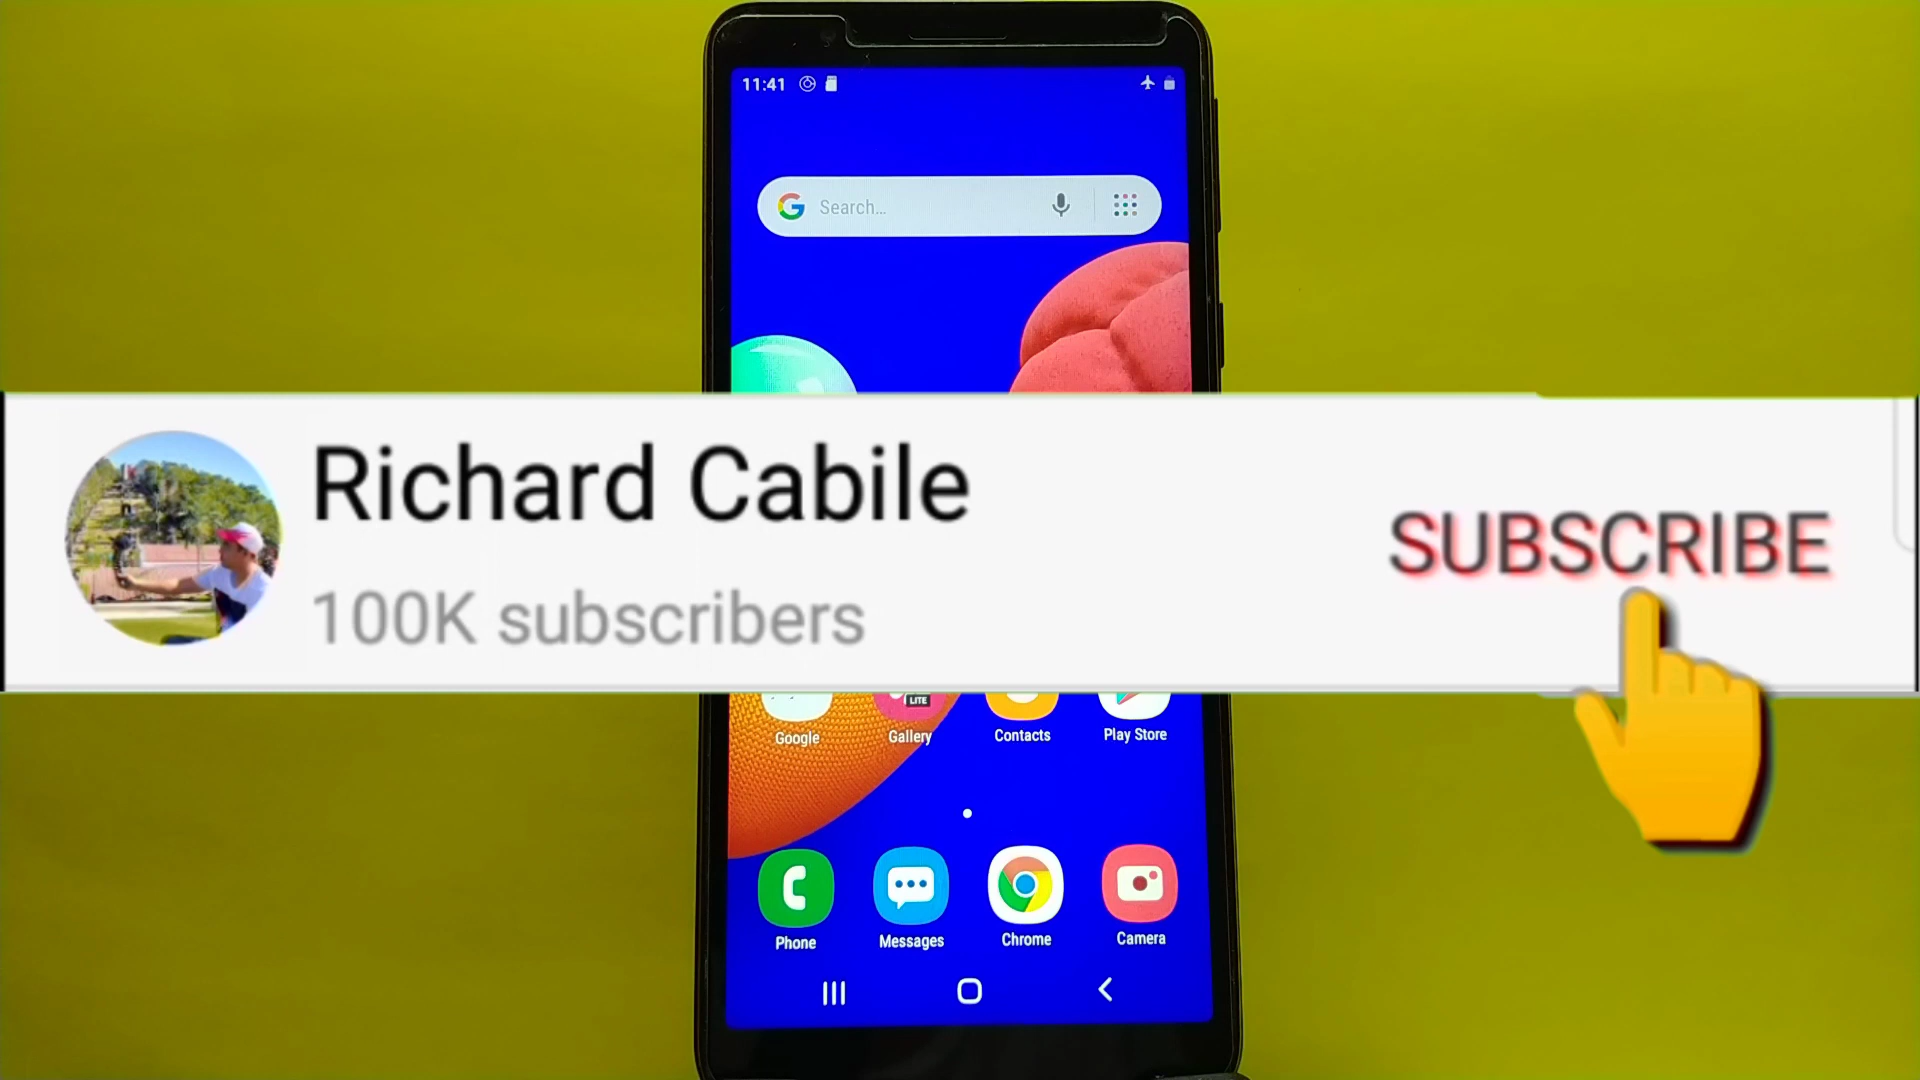 11:41
Search...
Richard Cabile
100K subscribers
SUBSCRIBE
LITE
Google
Gallery
Contacts
Play Store
Phone
Messages
Chrome
Camera